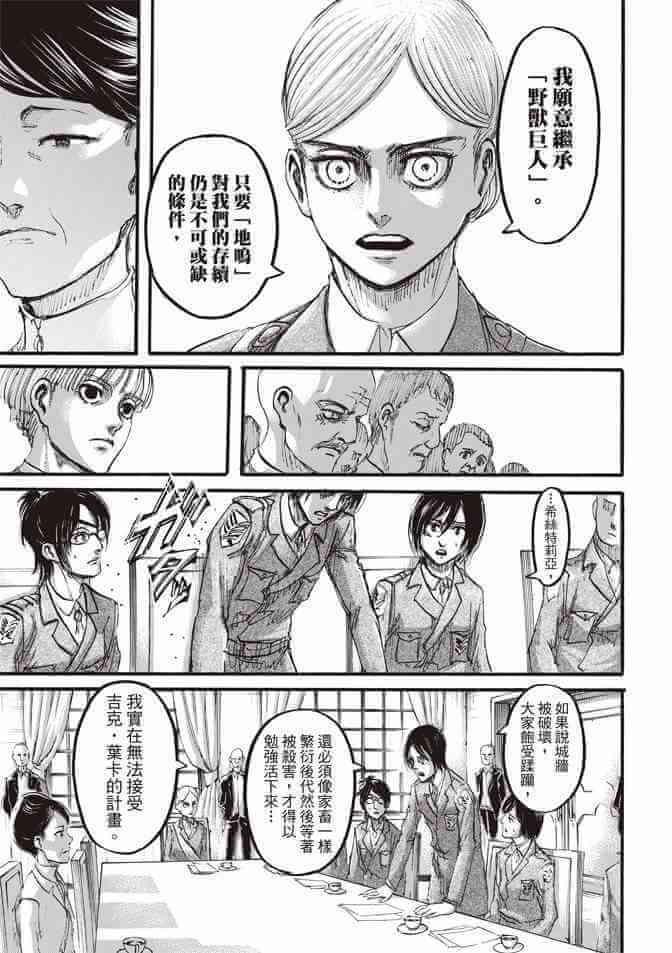 我願意繼承
「野獸巨人」。
只要「地鳴」
對我們的存續
仍是不可或缺
的條件，
…希絲特莉亞，
如果說城牆
被破壞，
大家飽受蹂躪，
還必須像家畜一樣
繁衍後代然後等著
被殺害，才得以
勉強活下來…
我實在無法接受
吉克・葉卡的計畫。